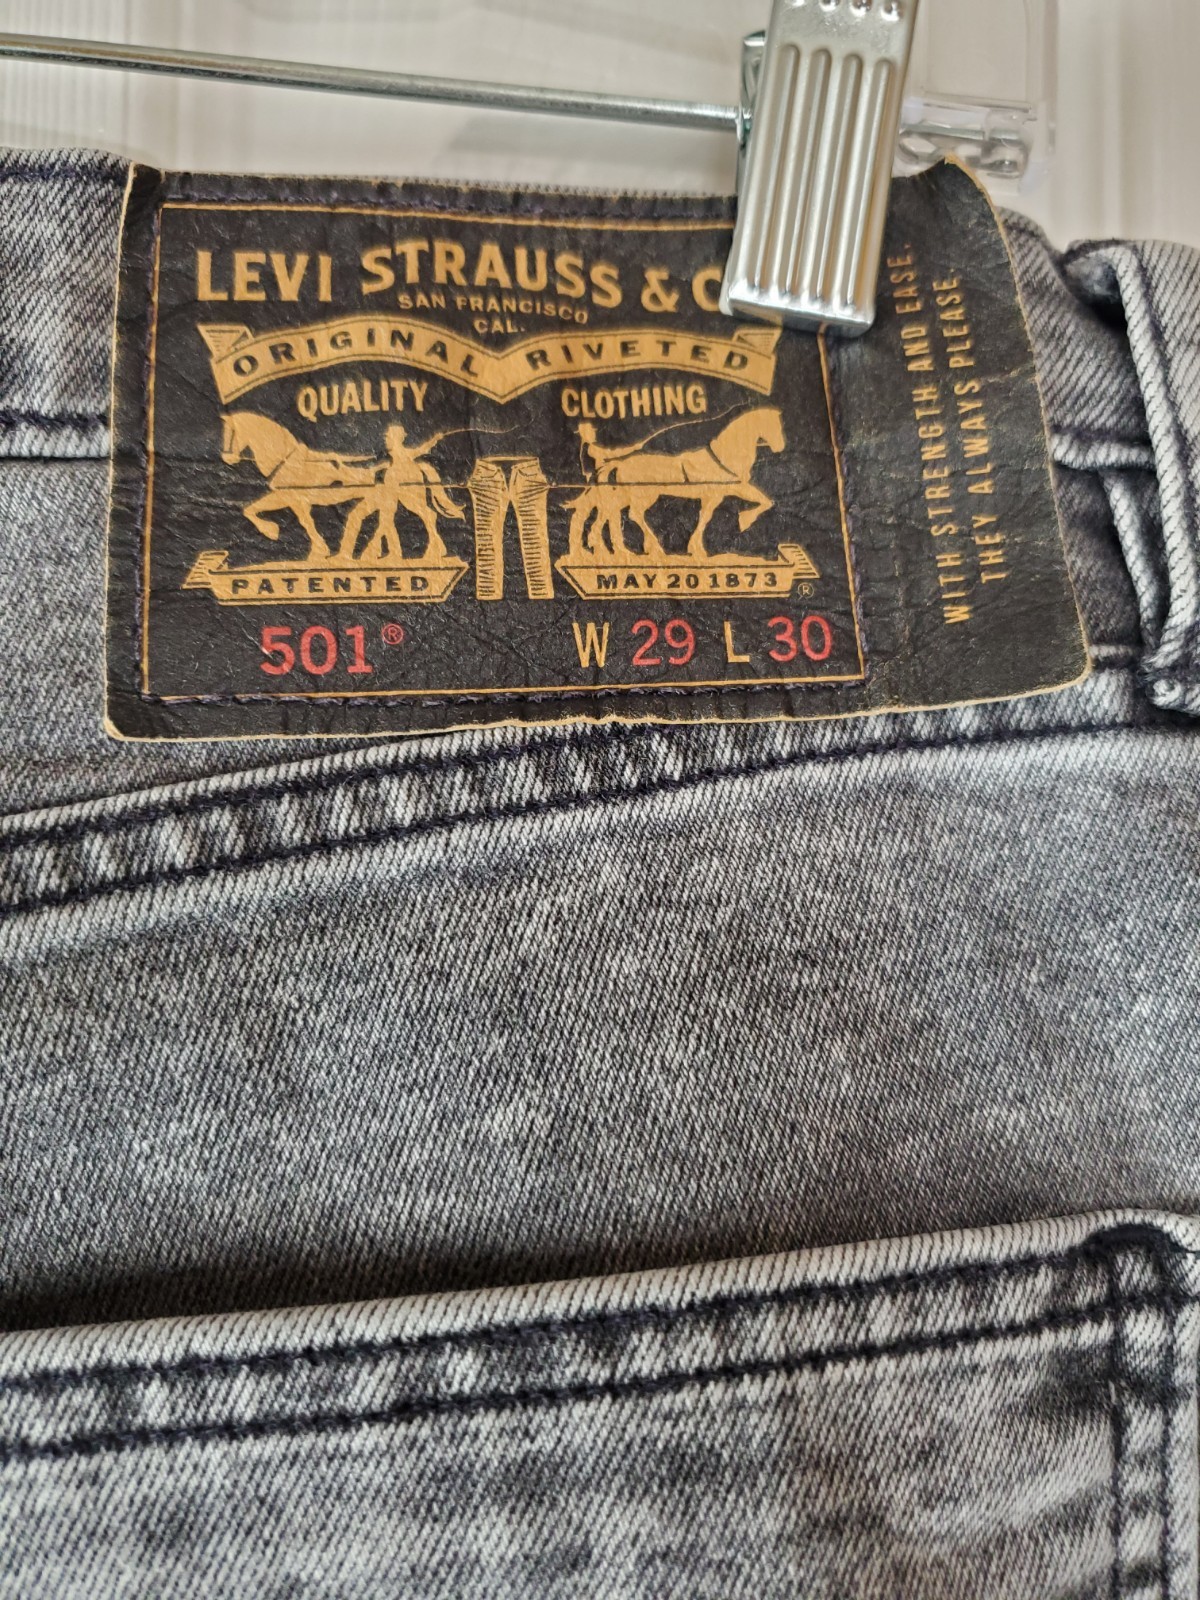 LEVI STRAUSS & C
SAN FRANCISCO
CAL.
ORIGINAL RIVETED
QUALITY CLOTHING
PATENTED MAY 20 1873 ®
501® W 29 L 30
WITH STRENGTH AND EASE.
THEY ALWAYS PLEASE.